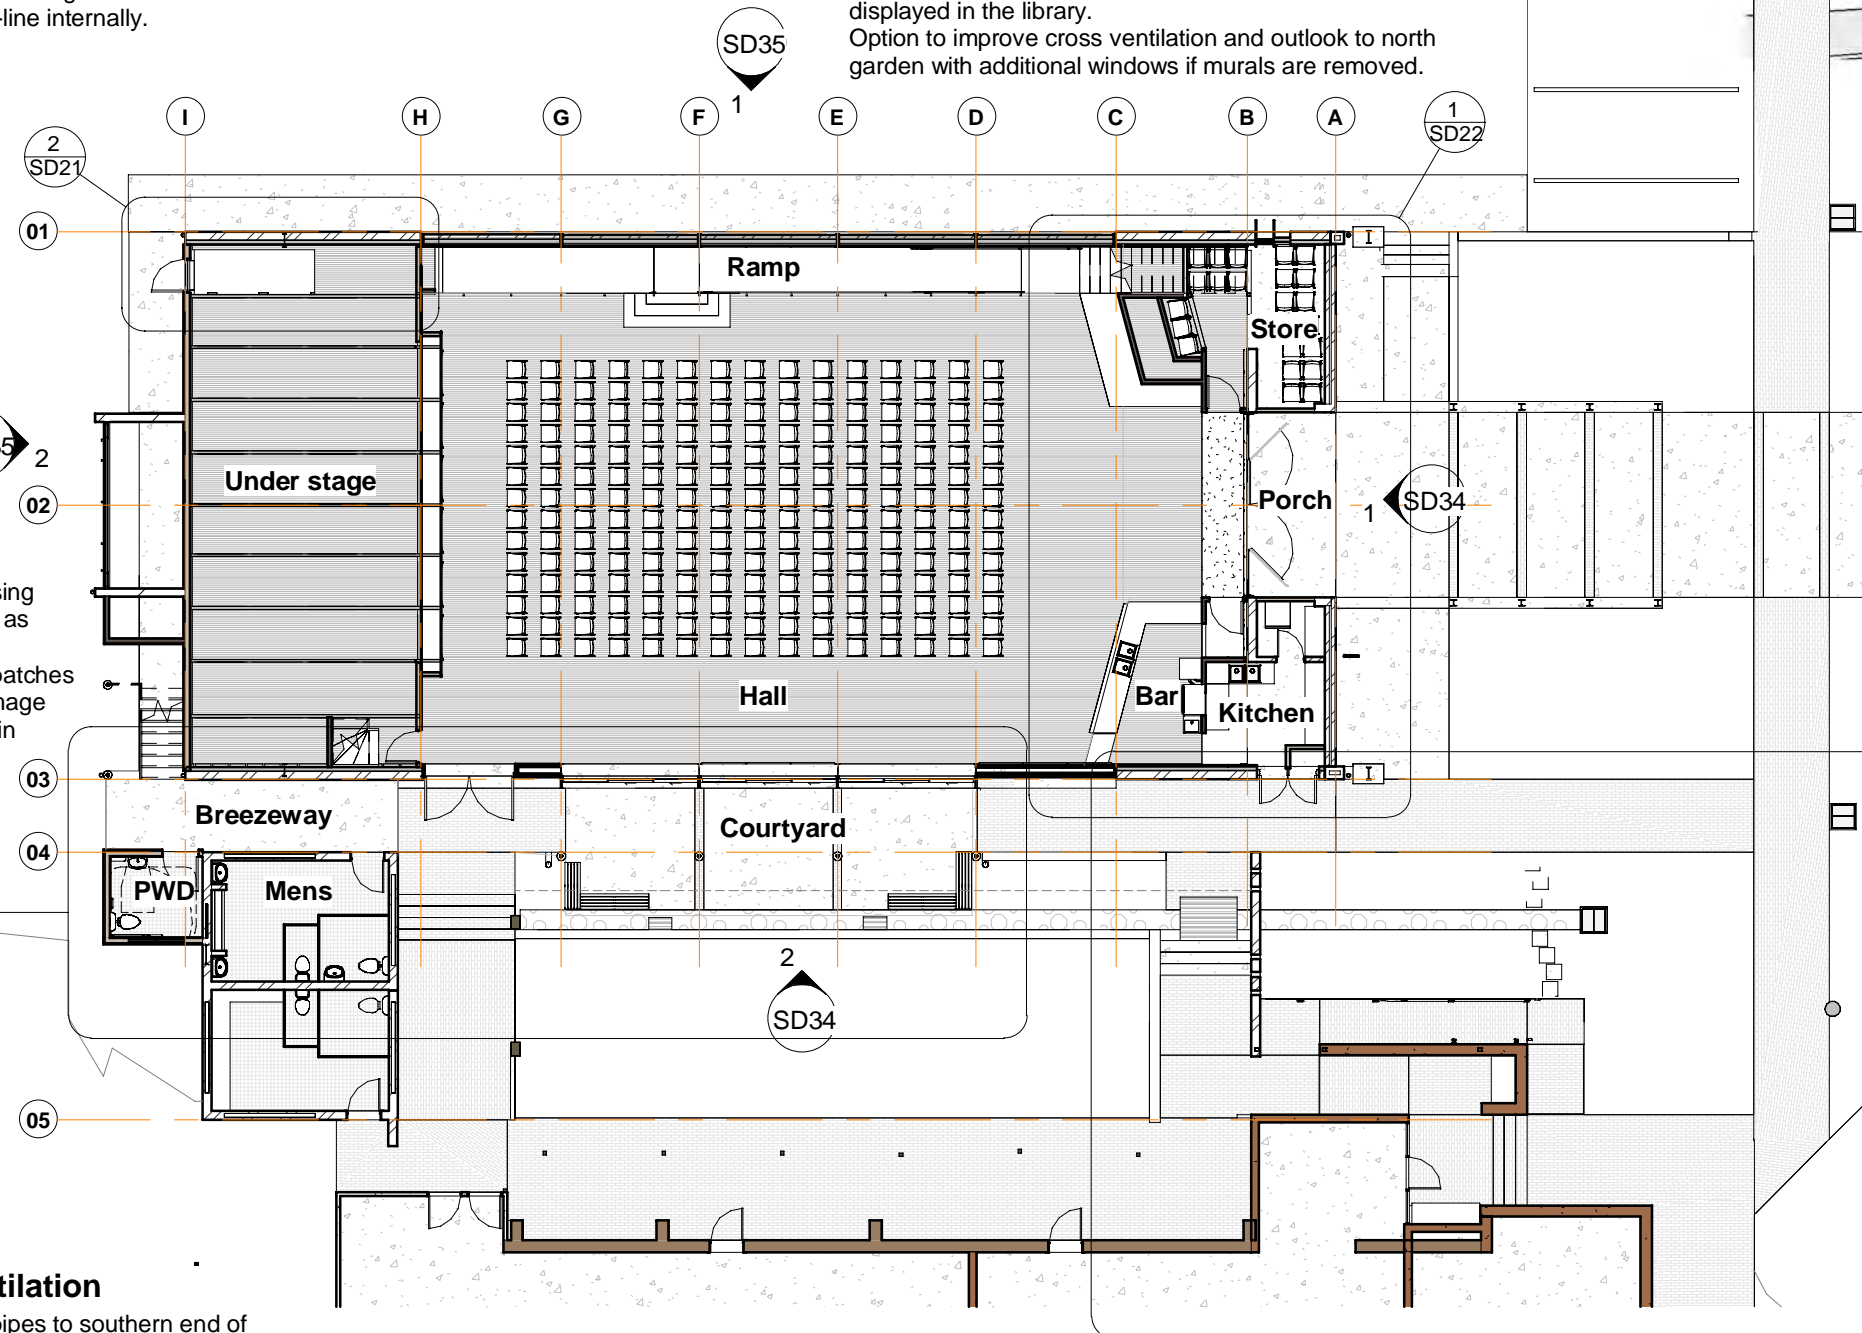 -line internally.
displayed in the library.
Option to improve cross ventilation and outlook to north
garden with additional windows if murals are removed.
SD35
1
I
H
G
F
E
D
C
B
A
2
SD21
1
SD22
01
Ramp
Store
2
Under stage
02
Porch
1
SD34
as
Hall
Bar
Kitchen
in
03
Breezeway
Courtyard
04
PWD
Mens
2
SD34
05
tilation
pipes to southern end of